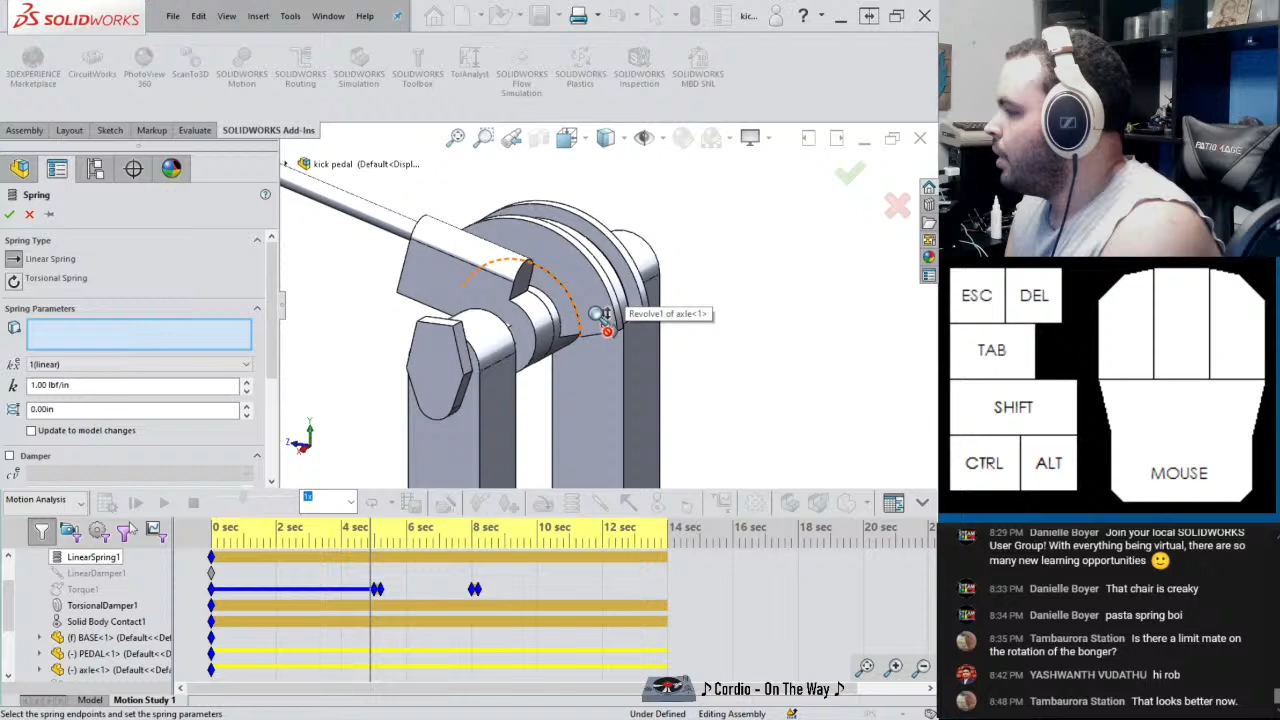 SOLIDWORKS
File Edit View Insert Tools Window Help
kic...
3DEXPERIENCE Marketplace
CircuitWorks
PhotoView 360
ScanTo3D
SOLIDWORKS Motion
SOLIDWORKS Routing
SOLIDWORKS Simulation
SOLIDWORKS Toolbox
TolAnalyst
SOLIDWORKS Flow Simulation
SOLIDWORKS Plastics
SOLIDWORKS Inspection
SOLIDWORKS MBD SNL
Assembly Layout Sketch Markup Evaluate SOLIDWORKS Add-Ins
kick pedal (Default<Displ...
Spring
Spring Type
Linear Spring
Torsional Spring
Spring Parameters
1(linear)
1.00 lbf/in
0.00in
Update to model changes
Damper
Revolve1 of axle<1>
Y
Z
Motion Analysis
1x
0 sec 2 sec 4 sec 6 sec 8 sec 10 sec 12 sec 14 sec 16 sec 18 sec 20 sec
LinearSpring1
LinearDamper1
Torque1
TorsionalDamper1
Solid Body Contact1
(f) BASE<1> (Default<<De
(-) PEDAL<1> (Default<<D
(-) axle<1> (Default<<De
Model Motion Study 1
Select the spring endpoints and set the spring parameters
Under Defined Editing Assembly IPS
♪ Cordio - On The Way ♪
PATIO MAGE
ESC DEL
TAB
SHIFT
CTRL ALT
MOUSE
8:29 PM Danielle Boyer Join your local SOLIDWORKS
User Group! With everything being virtual, there are so
many new learning opportunities 🙂
8:33 PM Danielle Boyer That chair is creaky
8:34 PM Danielle Boyer pasta spring boi
8:35 PM Tambaurora Station Is there a limit mate on
the rotation of the bonger?
8:42 PM YASHWANTH VUDATHU hi rob
8:48 PM Tambaurora Station That looks better now.